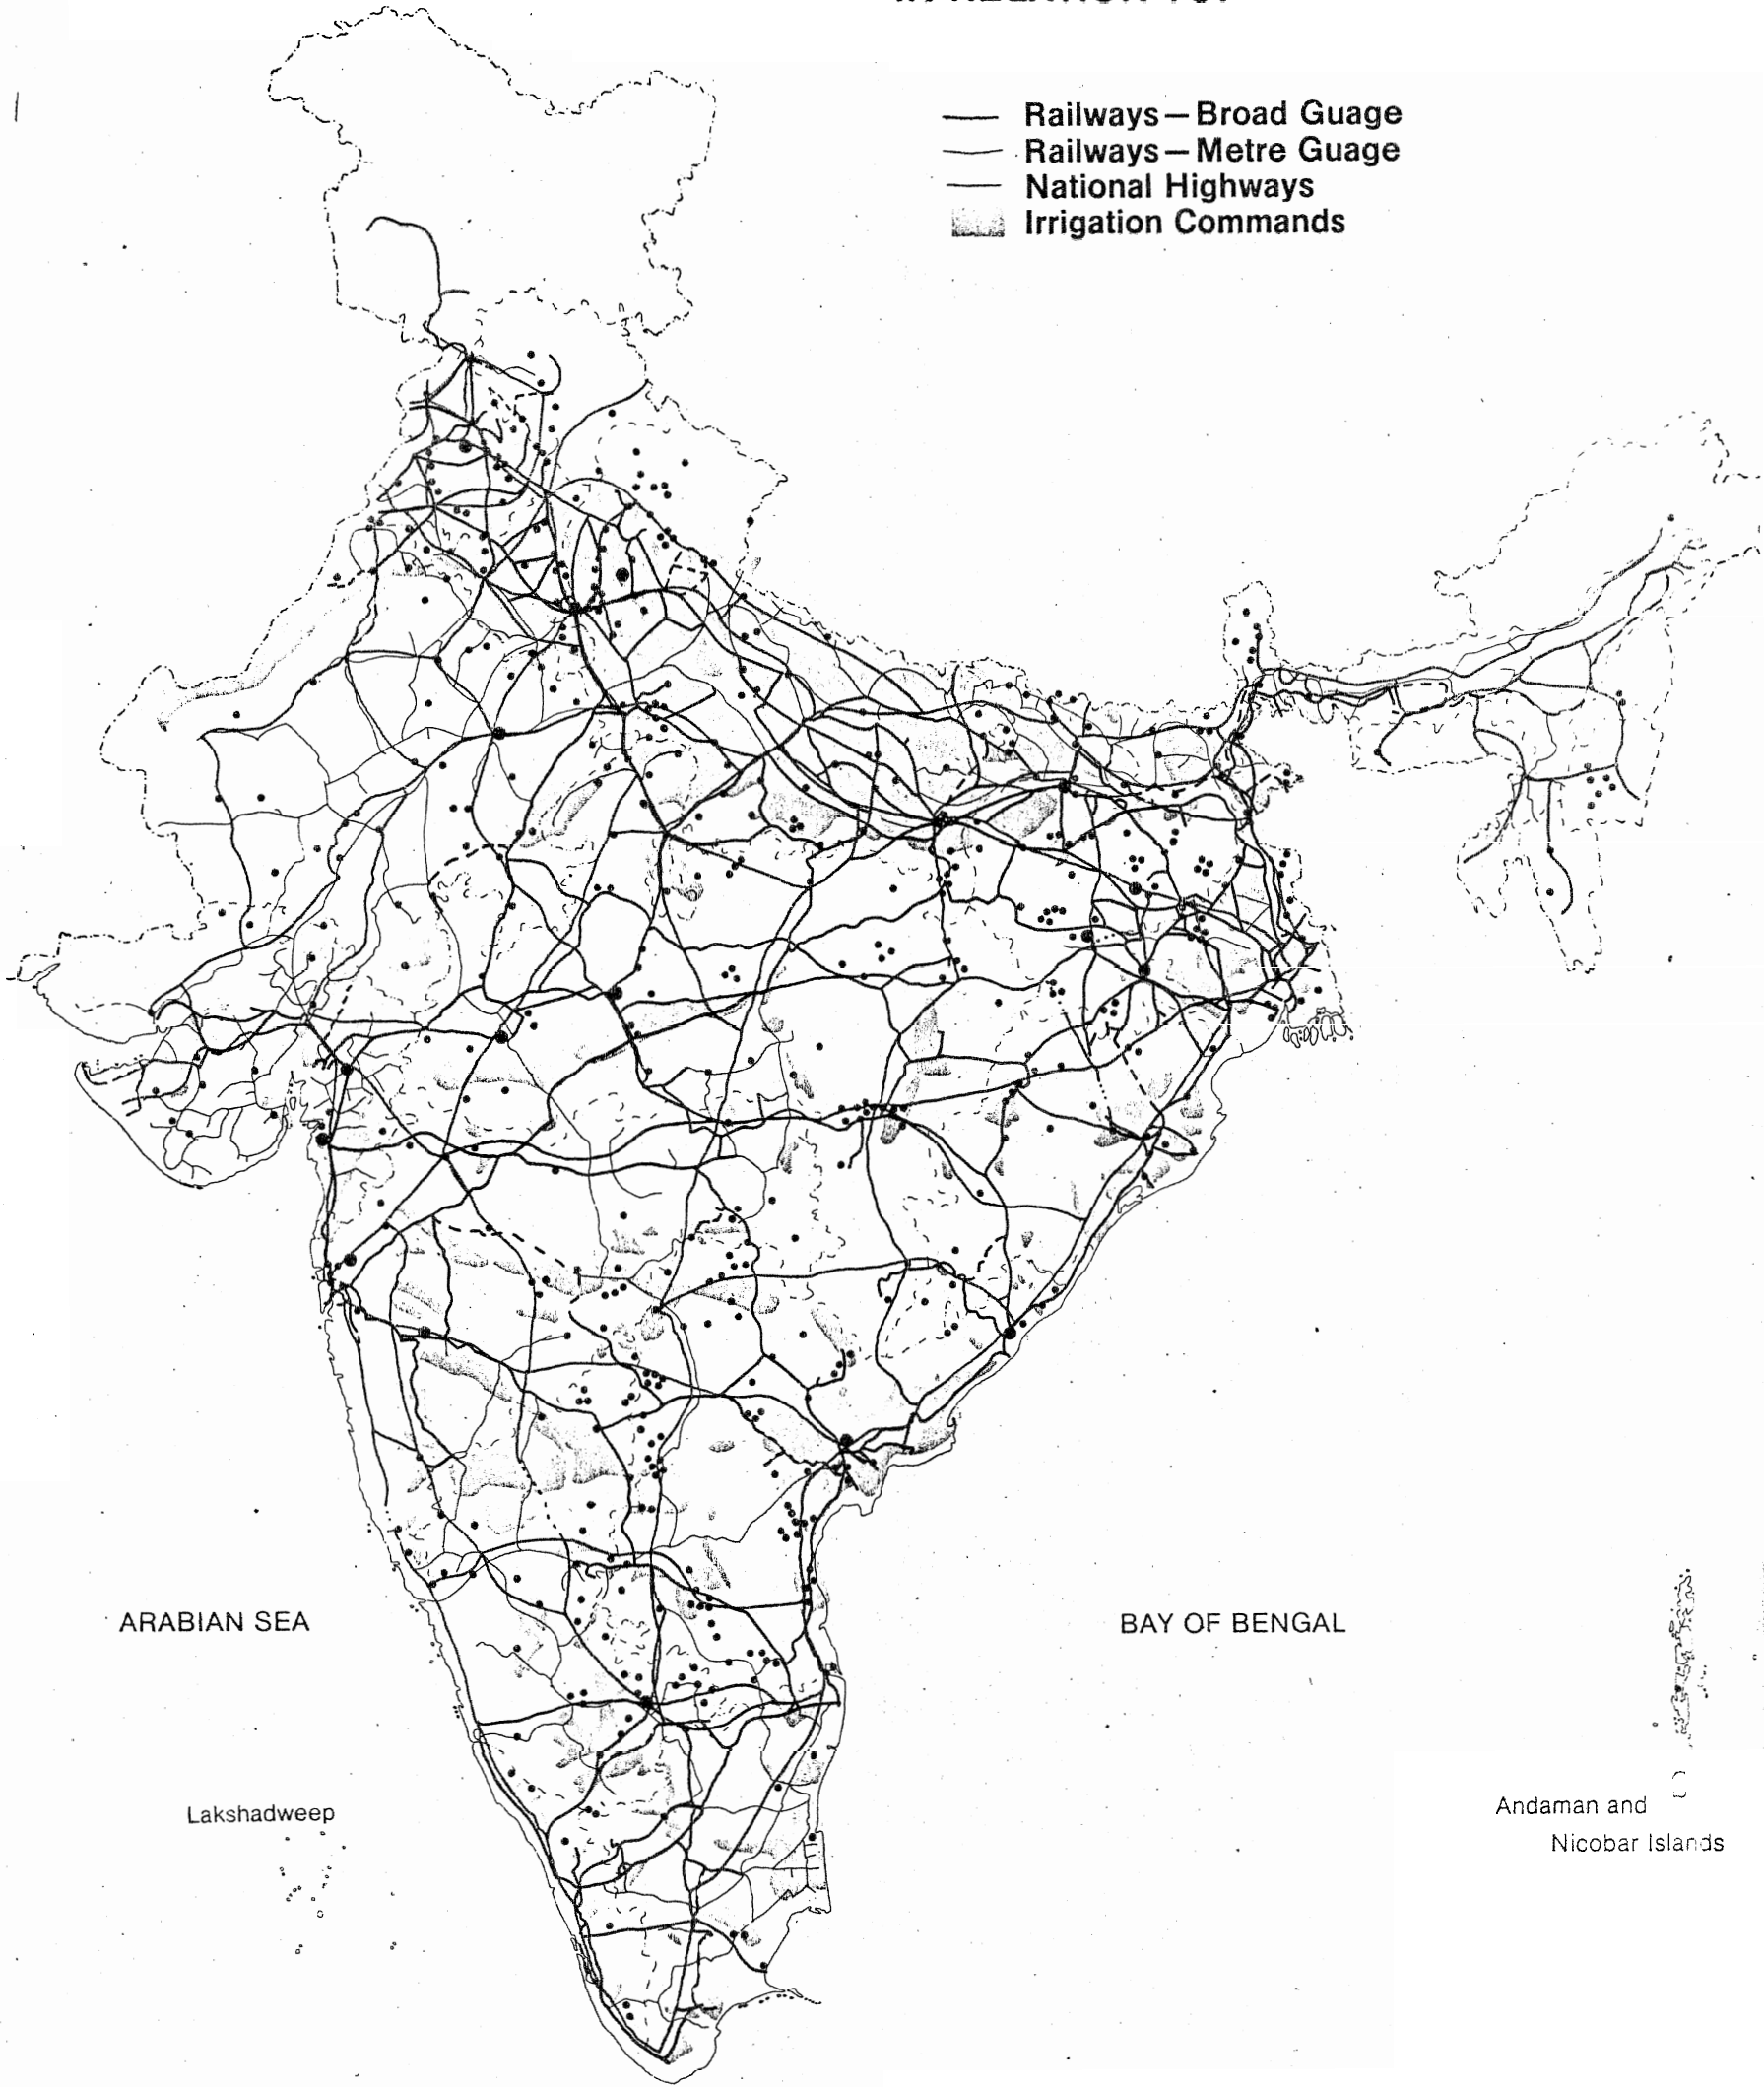 Railways—Broad Guage
Railways—Metre Guage
National Highways
Irrigation Commands
ARABIAN SEA
BAY OF BENGAL
Lakshadweep
Andaman and
Nicobar Islands